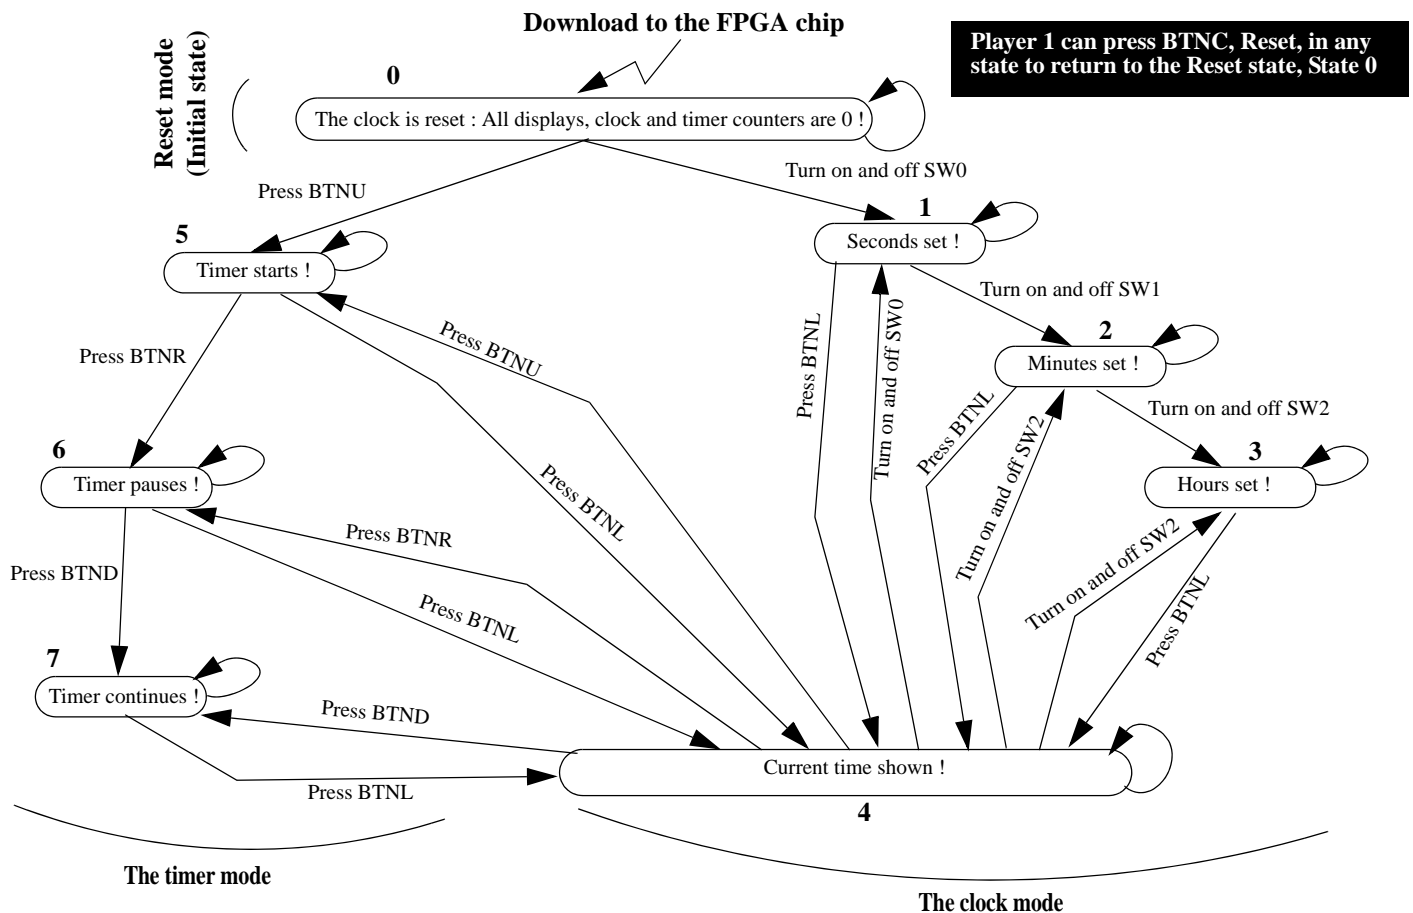 Download to the FPGA chip
Player 1 can press BTNC, Reset, in any
state to return to the Reset state, State 0
Reset mode
(Initial state)
0
The clock is reset : All displays, clock and timer counters are 0 !
Press BTNU
Turn on and off SW0
5
Timer starts !
1
Seconds set !
Turn on and off SW1
Press BTNR
Press BTNU
Press BTNL
Turn on and off SW0
2
Minutes set !
Turn on and off SW2
Press BTNL
Turn on and off SW2
3
Hours set !
6
Timer pauses !
Press BTNL
Press BTNR
Turn on and off SW2
Press BTNL
Press BTND
Press BTNL
7
Timer continues !
Press BTND
Press BTNL
Current time shown !
4
The timer mode
The clock mode